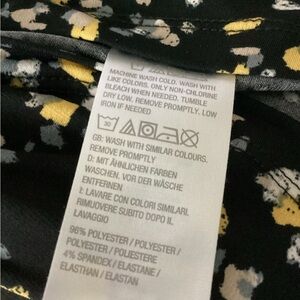 MACHINE WASH COLD. WASH WITH
LIKE COLORS. ONLY NON-CHLORINE
BLEACH WHEN NEEDED. TUMBLE
DRY LOW. REMOVE PROMPTLY. LOW
IRON IF NEEDED
30
GB: WASH WITH SIMILAR COLOURS.
REMOVE PROMPTLY
D: MIT ÄHNLICHEN FARBEN
WASCHEN. VOR DER WÄSCHE
ENTFERNEN
I: LAVARE CON COLORI SIMILARI.
RIMUOVERE SUBITO DOPO IL
LAVAGGIO
96% POLYESTER / POLYESTER /
POLYESTER / POLIESTERE
4% SPANDEX / ELASTANE /
ELASTHAN / ELASTAN